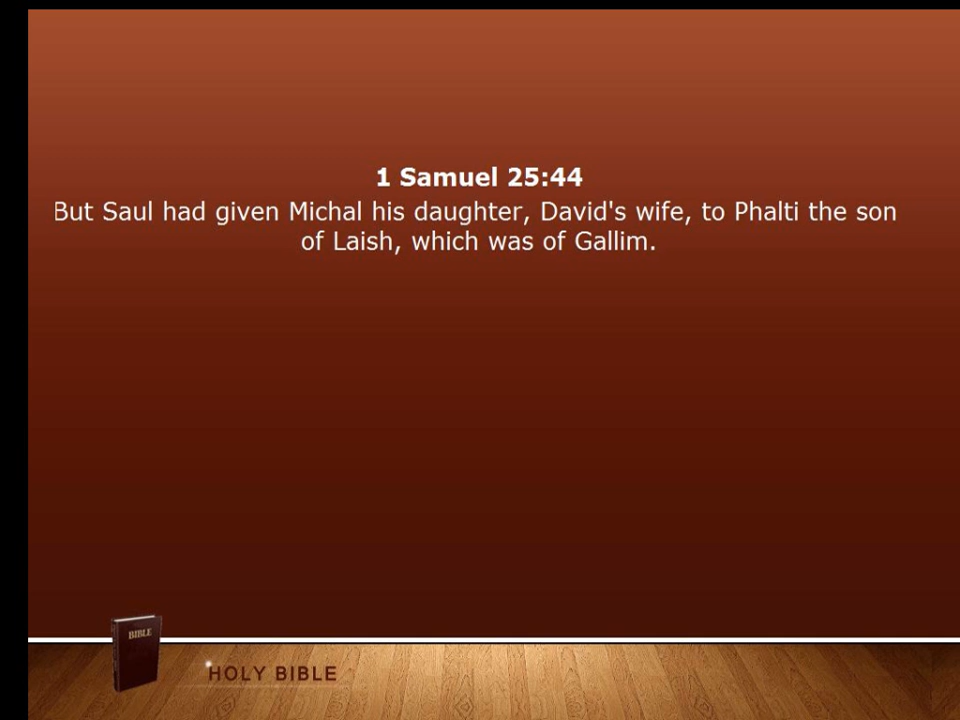 1 Samuel 25:44
But Saul had given Michal his daughter, David's wife, to Phalti the son
of Laish, which was of Gallim.
BIBLE
HOLY BIBLE